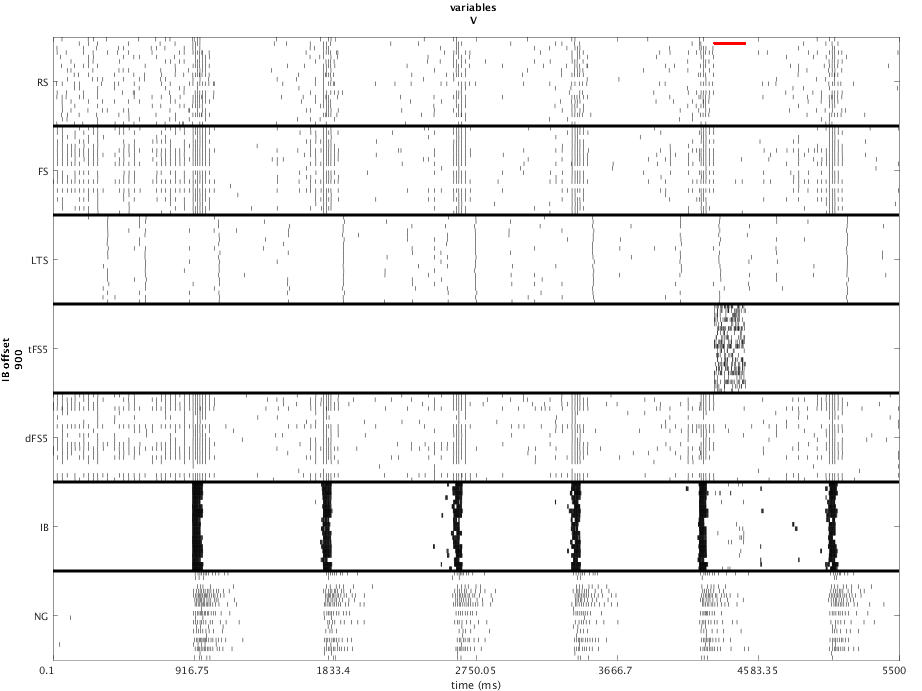 variables
V
RS
FS
LTS
tFS5
dFS5
IB
NG
IB offset
900
0.1 916.75 1833.4 2750.05 3666.7 4583.35 5500
time (ms)